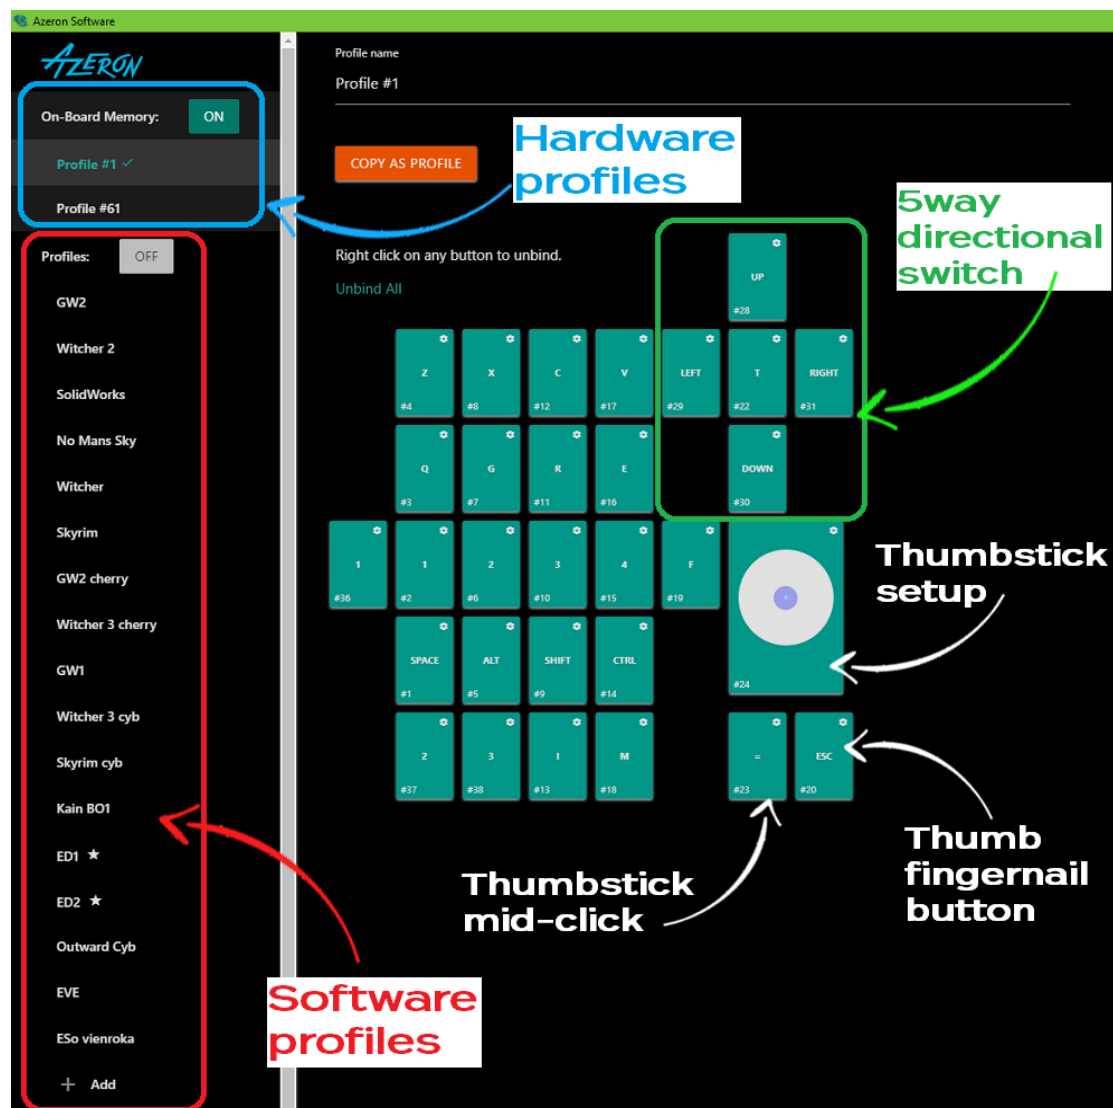 Azeron Software
AZERON
On-Board Memory: ON
Profile #1
Profile #61
Profiles: OFF
GW2
Witcher 2
SolidWorks
No Mans Sky
Witcher
Skyrim
GW2 cherry
Witcher 3 cherry
GW1
Witcher 3 cyb
Skyrim cyb
Kain BO1
ED1
ED2
Outward Cyb
EVE
ESo vienroka
+ Add
Profile name
Profile #1
COPY AS PROFILE
Hardware
profiles
5way
directional
switch
Right click on any button to unbind.
Unbind All
UP
#28
Z X C V LEFT T RIGHT
#4 #8 #12 #17 #29 #22 #31
Q G R E DOWN
#3 #7 #11 #16 #30
1 1 2 3 4 F
#36 #2 #6 #10 #15 #19
Thumbstick
setup
SPACE ALT SHIFT CTRL
#1 #5 #9 #14 #24
2 3 I M = ESC
#37 #38 #13 #18 #23 #20
Thumbstick
mid-click
Thumb
fingernail
button
Software
profiles